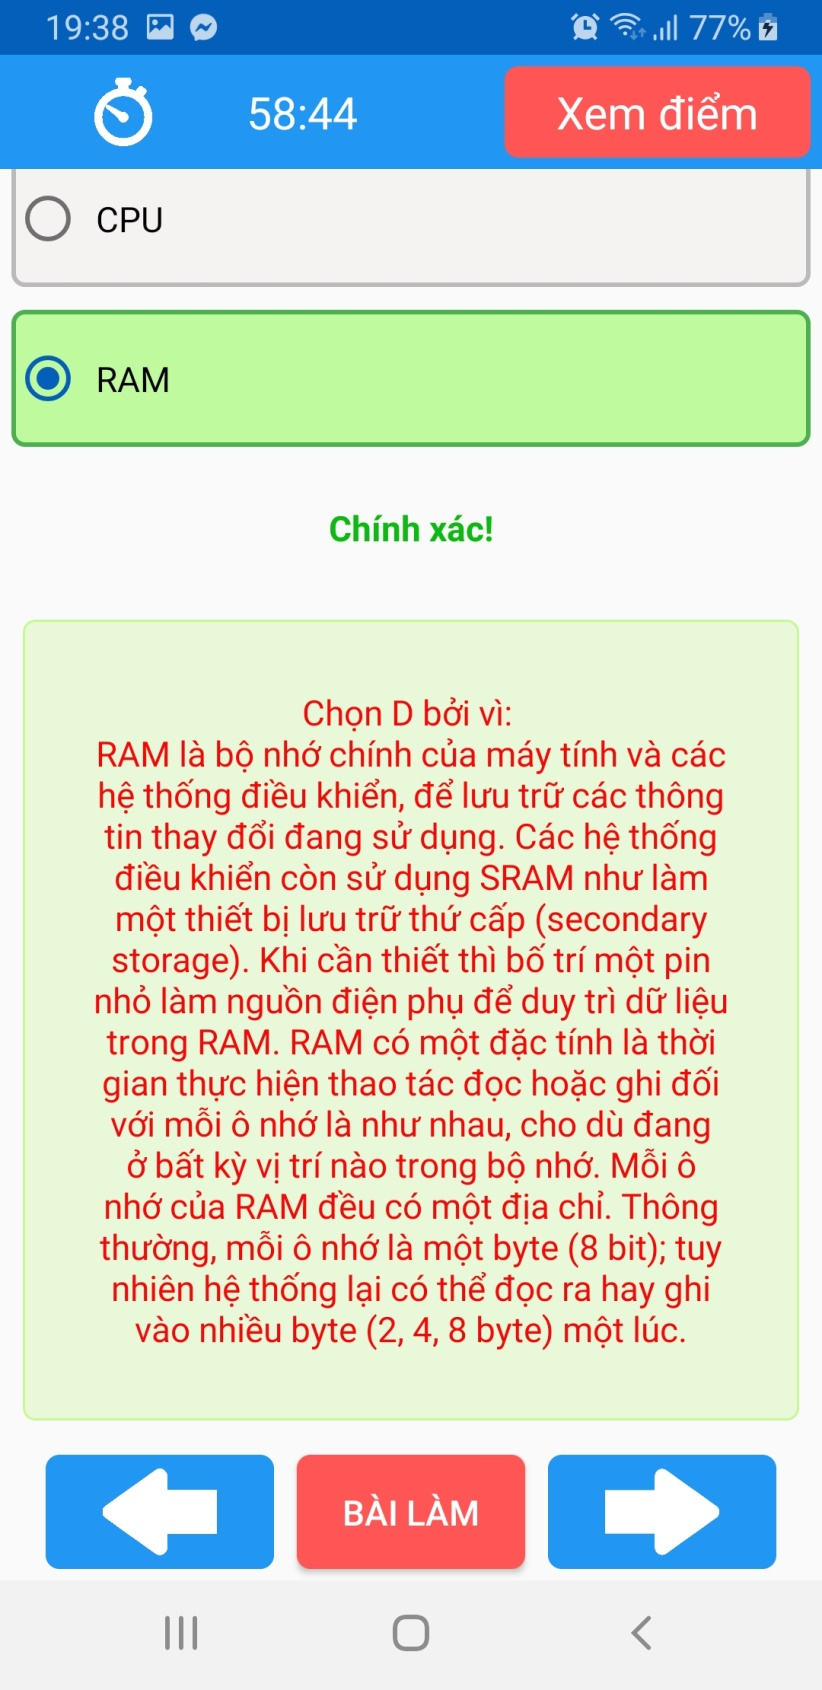 19:38
77%
58:44
Xem điểm
CPU
RAM
Chính xác!
Chọn D bởi vì:
RAM là bộ nhớ chính của máy tính và các
hệ thống điều khiển, để lưu trữ các thông
tin thay đổi đang sử dụng. Các hệ thống
điều khiển còn sử dụng SRAM như làm
một thiết bị lưu trữ thứ cấp (secondary
storage). Khi cần thiết thì bố trí một pin
nhỏ làm nguồn điện phụ để duy trì dữ liệu
trong RAM. RAM có một đặc tính là thời
gian thực hiện thao tác đọc hoặc ghi đối
với mỗi ô nhớ là như nhau, cho dù đang
ở bất kỳ vị trí nào trong bộ nhớ. Mỗi ô
nhớ của RAM đều có một địa chỉ. Thông
thường, mỗi ô nhớ là một byte (8 bit); tuy
nhiên hệ thống lại có thể đọc ra hay ghi
vào nhiều byte (2, 4, 8 byte) một lúc.
BÀI LÀM